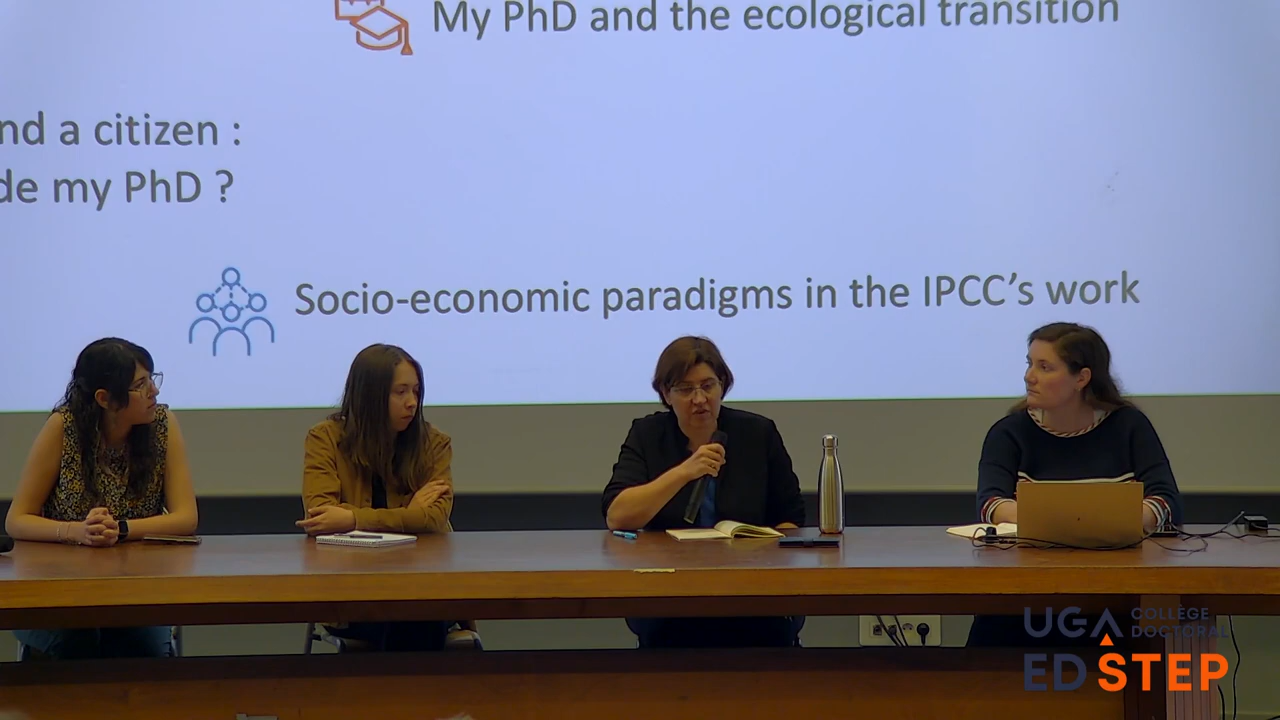 My PhD and the ecological transition
nd a citizen :
de my PhD ?
Socio-economic paradigms in the IPCC's work
UGA COLLÈGE
DOCTORAL
ED STEP